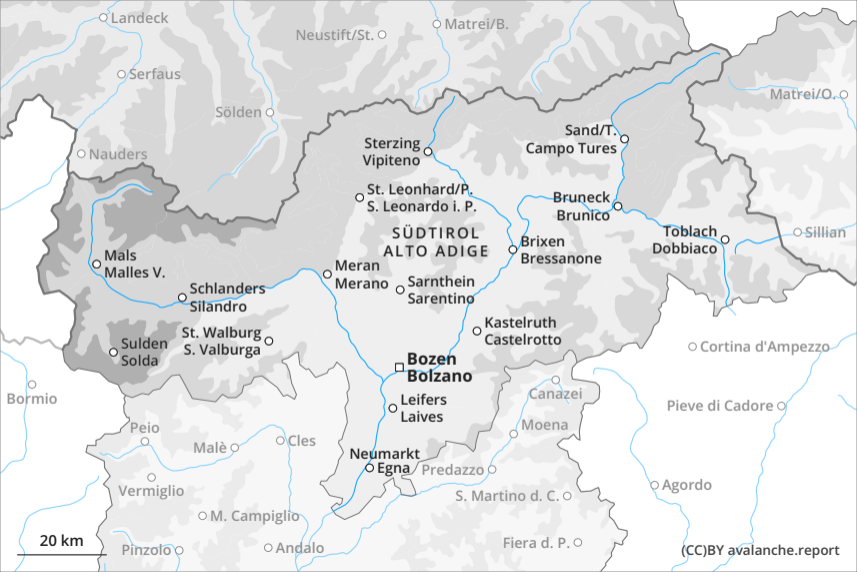 Landeck
Matrei/B.
Neustift/St.
Serfaus
Matrei/O.
Sölden
Sand/T.
Campo Tures
Sterzing
Vipiteno
Nauders
St. Leonhard/P.
S. Leonardo i. P.
Bruneck
Brunico
SÜDTIROL
ALTO ADIGE
Toblach
Dobbiaco
Sillian
Brixen
Bressanone
Mals
Malles V.
Meran
Merano
Sarnthein
Sarentino
Schlanders
Silandro
Kastelruth
Castelrotto
St. Walburg
S. Valburga
Sulden
Solda
Cortina d'Ampezzo
Bozen
Bolzano
Bormio
Canazei
Leifers
Laives
Pieve di Cadore
Peio
Moena
Malè
Cles
Neumarkt
Egna
Predazzo
Vermiglio
Agordo
S. Martino d. C.
M. Campiglio
20 km
Pinzolo
Andalo
Fiera d. P.
(CC)BY avalanche.report